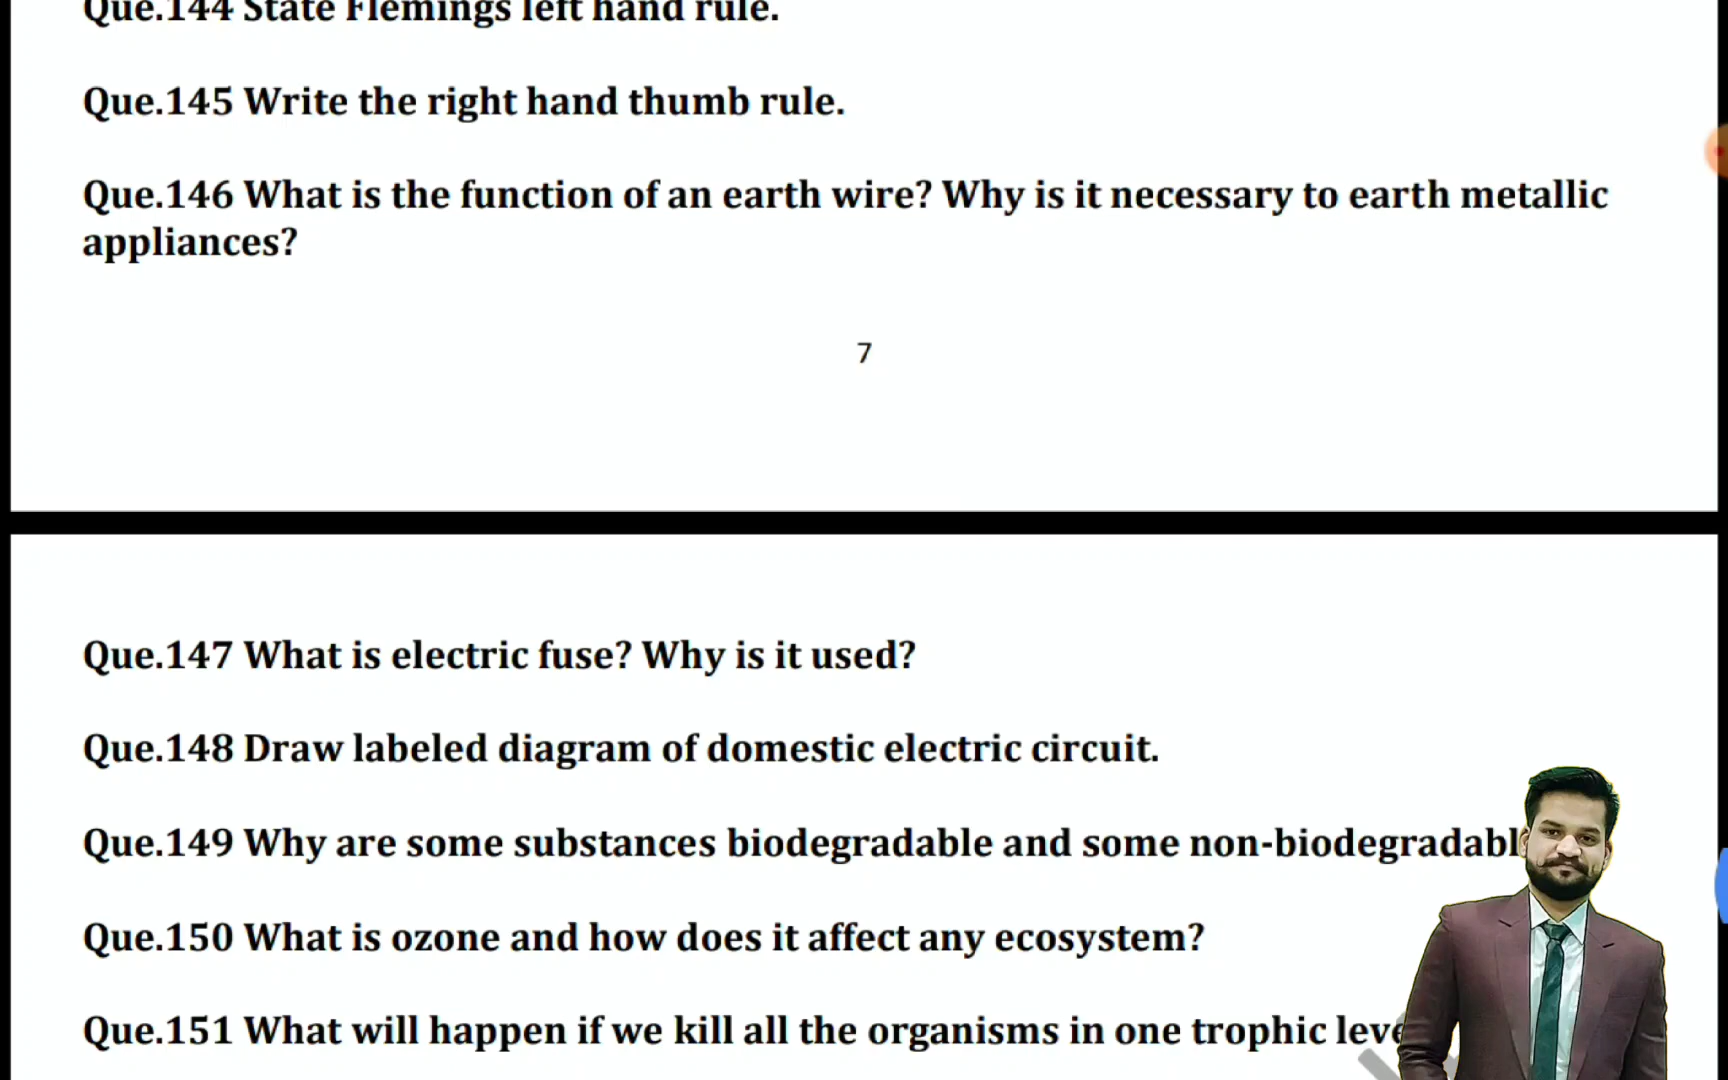 Que.144 State Flemings left hand rule.
Que.145 Write the right hand thumb rule.
Que.146 What is the function of an earth wire? Why is it necessary to earth metallic
appliances?
7
Que.147 What is electric fuse? Why is it used?
Que.148 Draw labeled diagram of domestic electric circuit.
Que.149 Why are some substances biodegradable and some non-biodegradabl
Que.150 What is ozone and how does it affect any ecosystem?
Que.151 What will happen if we kill all the organisms in one trophic leve